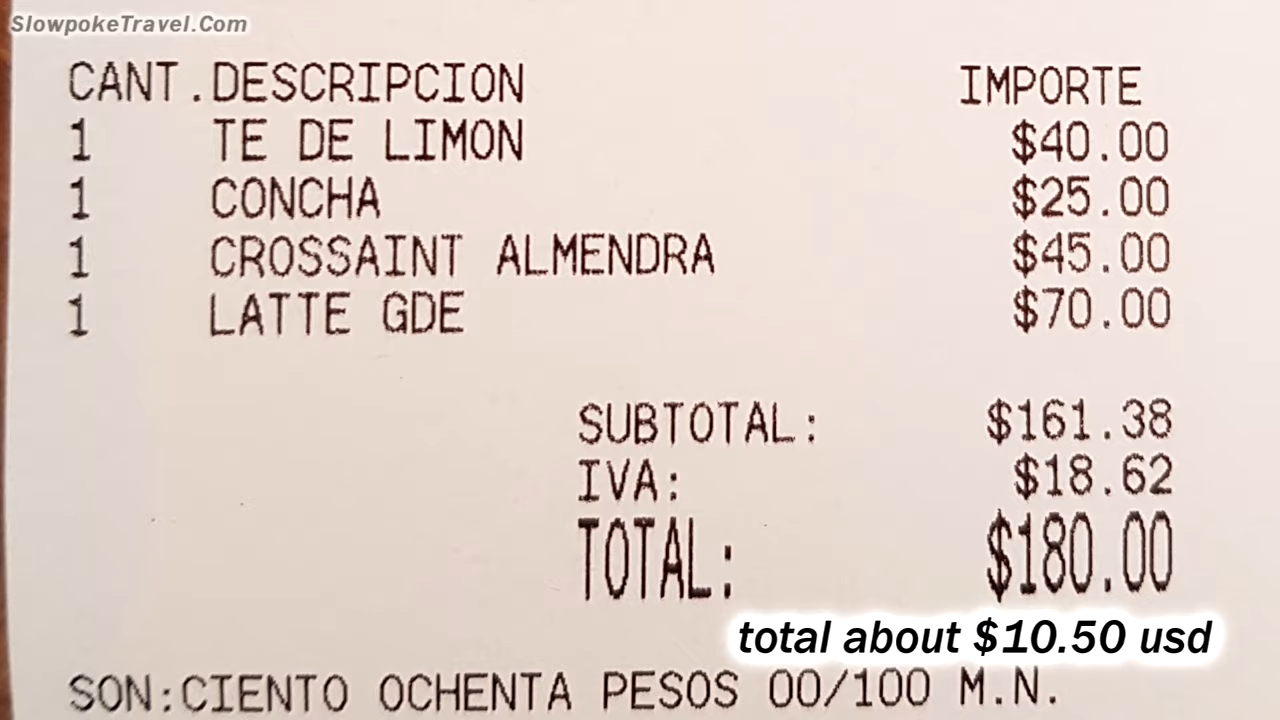 SlowpokeTravel.Com
CANT. DESCRIPCION IMPORTE
1 TE DE LIMON $40.00
1 CONCHA $25.00
1 CROSSAINT ALMENDRA $45.00
1 LATTE GDE $70.00
SUBTOTAL: $161.38
IVA: $18.62
TOTAL: $180.00
total about $10.50 usd
SON:CIENTO OCHENTA PESOS 00/100 M.N.